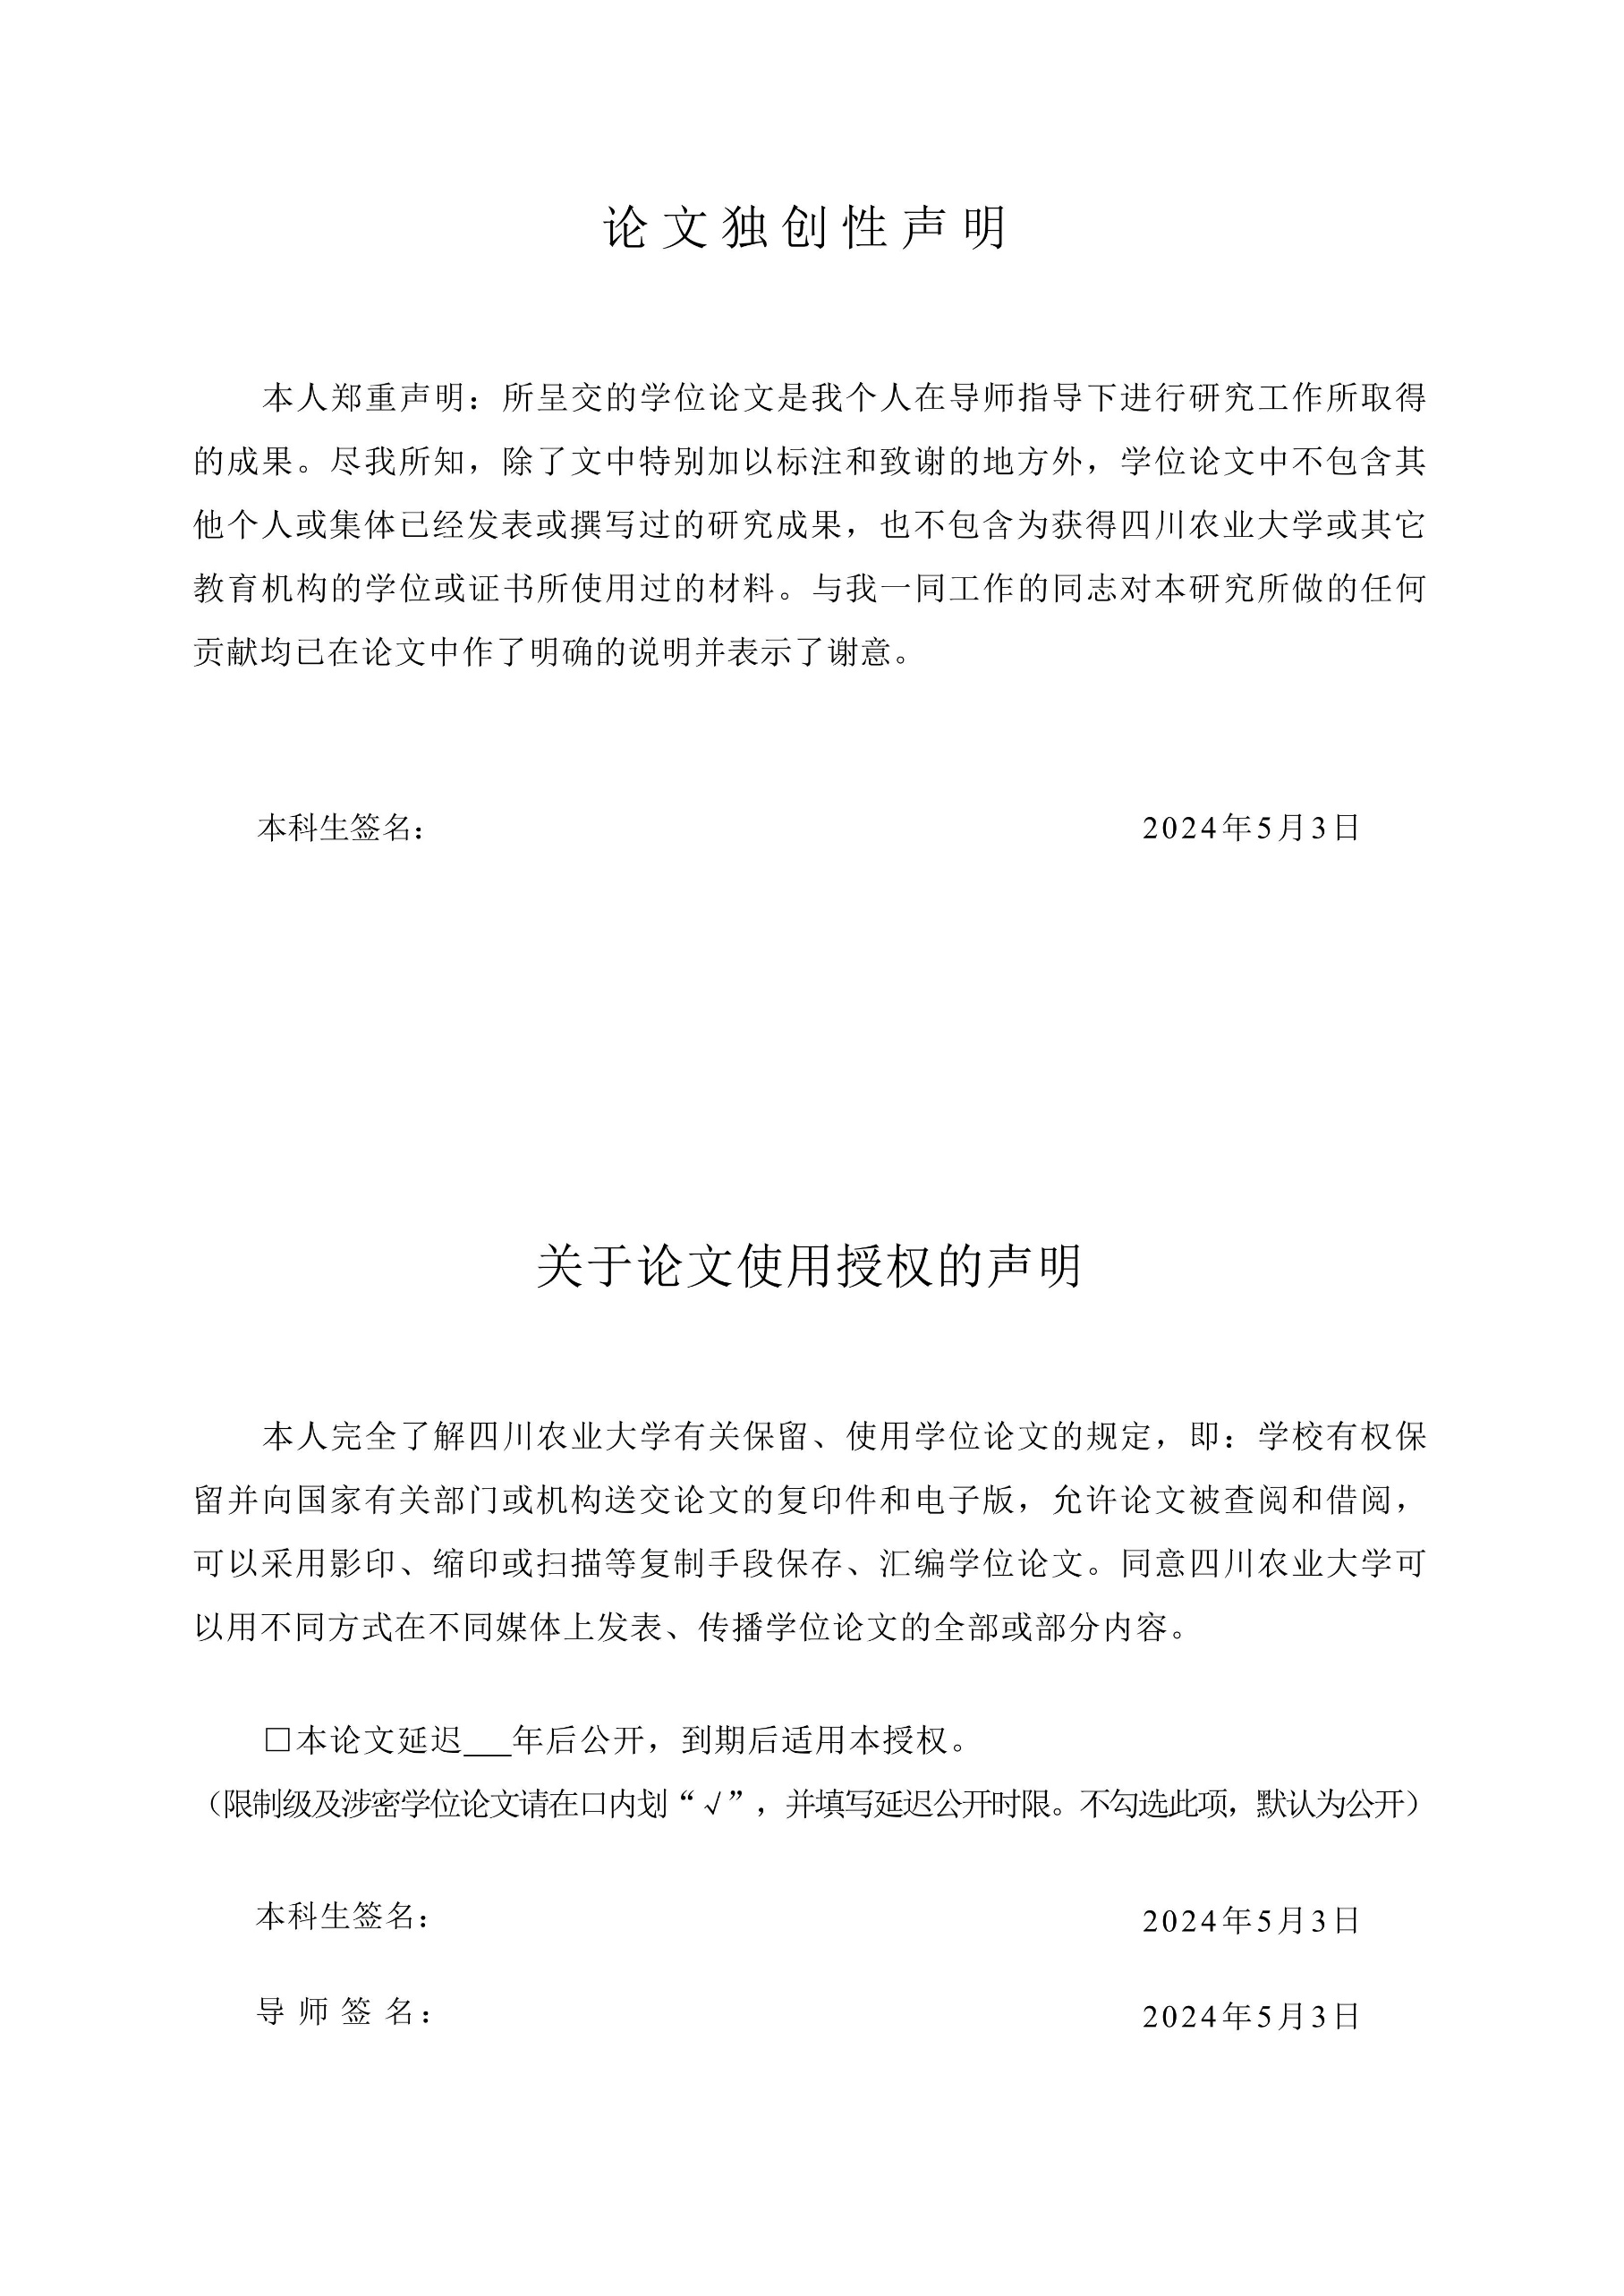 论文独创性声明
本人郑重声明：所呈交的学位论文是我个人在导师指导下进行研究工作所取得
的成果。尽我所知，除了文中特别加以标注和致谢的地方外，学位论文中不包含其
他个人或集体已经发表或撰写过的研究成果，也不包含为获得四川农业大学或其它
教育机构的学位或证书所使用过的材料。与我一同工作的同志对本研究所做的任何
贡献均已在论文中作了明确的说明并表示了谢意。
本科生签名： 2024年5月3日
关于论文使用授权的声明
本人完全了解四川农业大学有关保留、使用学位论文的规定，即：学校有权保
留并向国家有关部门或机构送交论文的复印件和电子版，允许论文被查阅和借阅，
可以采用影印、缩印或扫描等复制手段保存、汇编学位论文。同意四川农业大学可
以用不同方式在不同媒体上发表、传播学位论文的全部或部分内容。
□本论文延迟___年后公开，到期后适用本授权。
（限制级及涉密学位论文请在口内划“√”，并填写延迟公开时限。不勾选此项，默认为公开）
本科生签名： 2024年5月3日
导 师 签 名： 2024年5月3日